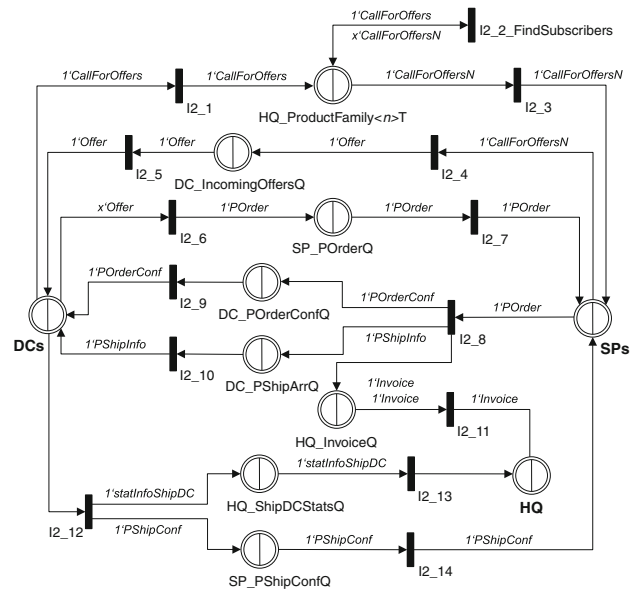 1‘CallForOffers
x‘CallForOffersN
I2_2_FindSubscribers
1‘CallForOffers
1‘CallForOffers
1‘CallForOffersN
1‘CallForOffersN
I2_1
I2_3
HQ_ProductFamily<n>T
1‘Offer
1‘Offer
1‘Offer
1‘CallForOffersN
I2_5
I2_4
DC_IncomingOffersQ
x‘Offer
1‘POrder
1‘POrder
1‘POrder
I2_6
I2_7
SP_POrderQ
1‘POrderConf
I2_9
DC_POrderConfQ
1‘POrderConf
1‘POrder
1‘PShipInfo
I2_8
DCs
SPs
1‘PShipInfo
I2_10
DC_PShipArrQ
1‘Invoice
1‘Invoice
1‘Invoice
I2_11
HQ_InvoiceQ
1‘statInfoShipDC
1‘statInfoShipDC
I2_13
HQ_ShipDCStatsQ
HQ
I2_12
1‘PShipConf
1‘PShipConf
1‘PShipConf
I2_14
SP_PShipConfQ